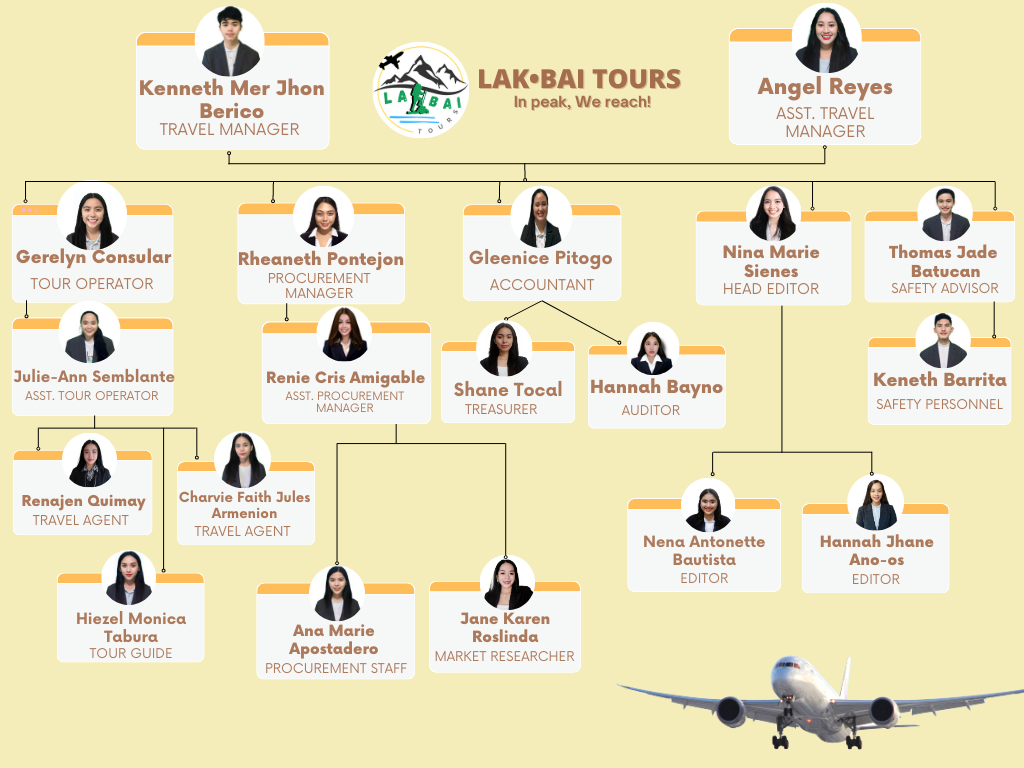 Kenneth Mer Jhon
Berico
TRAVEL MANAGER
LAKBAI
TOURS
LAK•BAI TOURS
In peak, We reach!
Angel Reyes
ASST. TRAVEL
MANAGER
Gerelyn Consular
TOUR OPERATOR
Rheaneth Pontejon
PROCUREMENT
MANAGER
Gleenice Pitogo
ACCOUNTANT
Nina Marie
Sienes
HEAD EDITOR
Thomas Jade
Batucan
SAFETY ADVISOR
Julie-Ann Semblante
ASST. TOUR OPERATOR
Renie Cris Amigable
ASST. PROCUREMENT
MANAGER
Shane Tocal
TREASURER
Hannah Bayno
AUDITOR
Keneth Barrita
SAFETY PERSONNEL
Renajen Quimay
TRAVEL AGENT
Charvie Faith Jules
Armenion
TRAVEL AGENT
Nena Antonette
Bautista
EDITOR
Hannah Jhane
Ano-os
EDITOR
Hiezel Monica
Tabura
TOUR GUIDE
Ana Marie
Apostadero
PROCUREMENT STAFF
Jane Karen
Roslinda
MARKET RESEARCHER